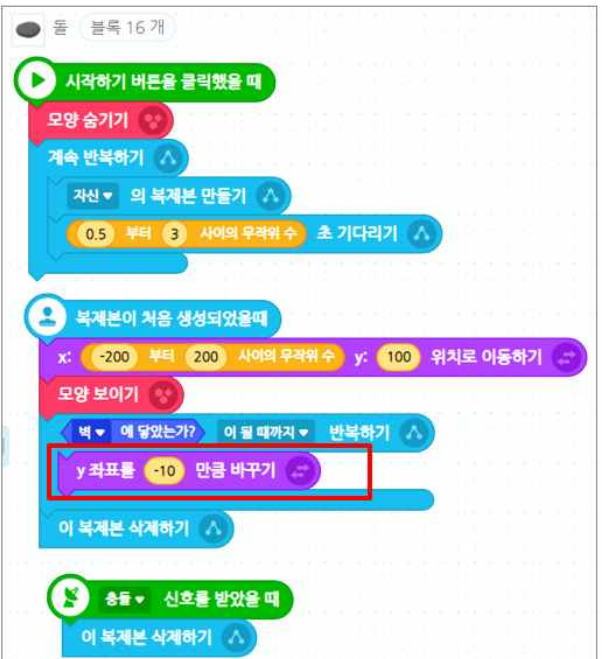 돌 블록 16 개
시작하기 버튼을 클릭했을 때
모양 숨기기
계속 반복하기
자신 의 복제본 만들기
0.5 부터 3 사이의 무작위 수 초 기다리기
복제본이 처음 생성되었을때
x: -200 부터 200 사이의 무작위 수 y: 100 위치로 이동하기
모양 보이기
벽 에 닿았는가? 이 될 때까지 반복하기
y 좌표를 -10 만큼 바꾸기
이 복제본 삭제하기
충돌 신호를 받았을 때
이 복제본 삭제하기